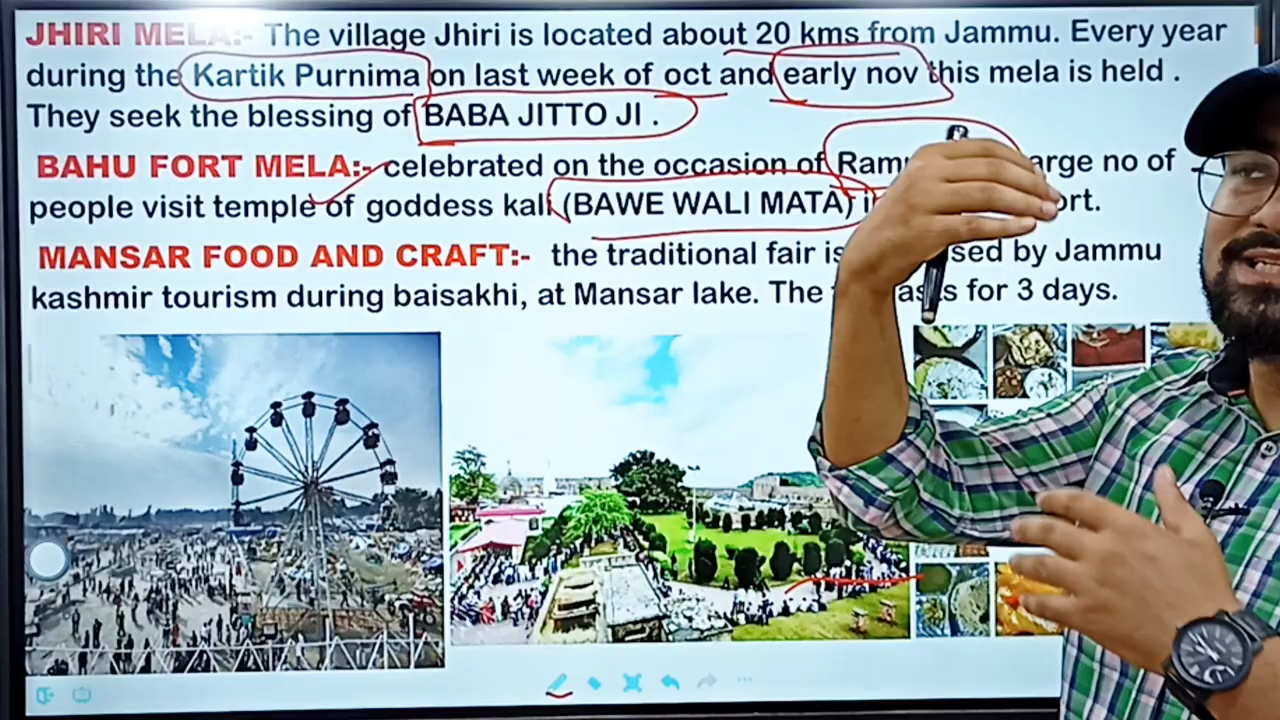 JHIRI MELA:- The village Jhiri is located about 20 kms from Jammu. Every year
during the Kartik Purnima on last week of oct and early nov this mela is held .
They seek the blessing of BABA JITTO JI .
BAHU FORT MELA:- celebrated on the occasion of Ram arge no of
people visit temple of goddess kali (BAWE WALI MATA) i ort.
MANSAR FOOD AND CRAFT:- the traditional fair is sed by Jammu
kashmir tourism during baisakhi, at Mansar lake. The for 3 days.